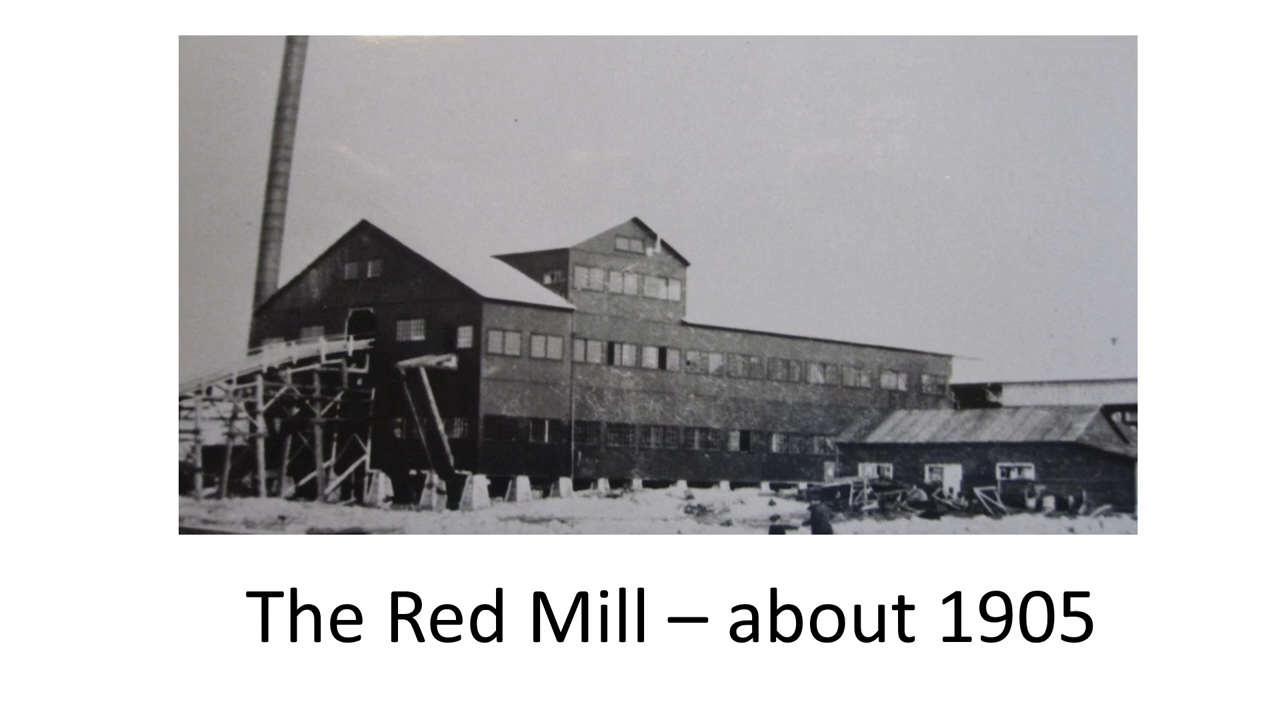 The Red Mill – about 1905